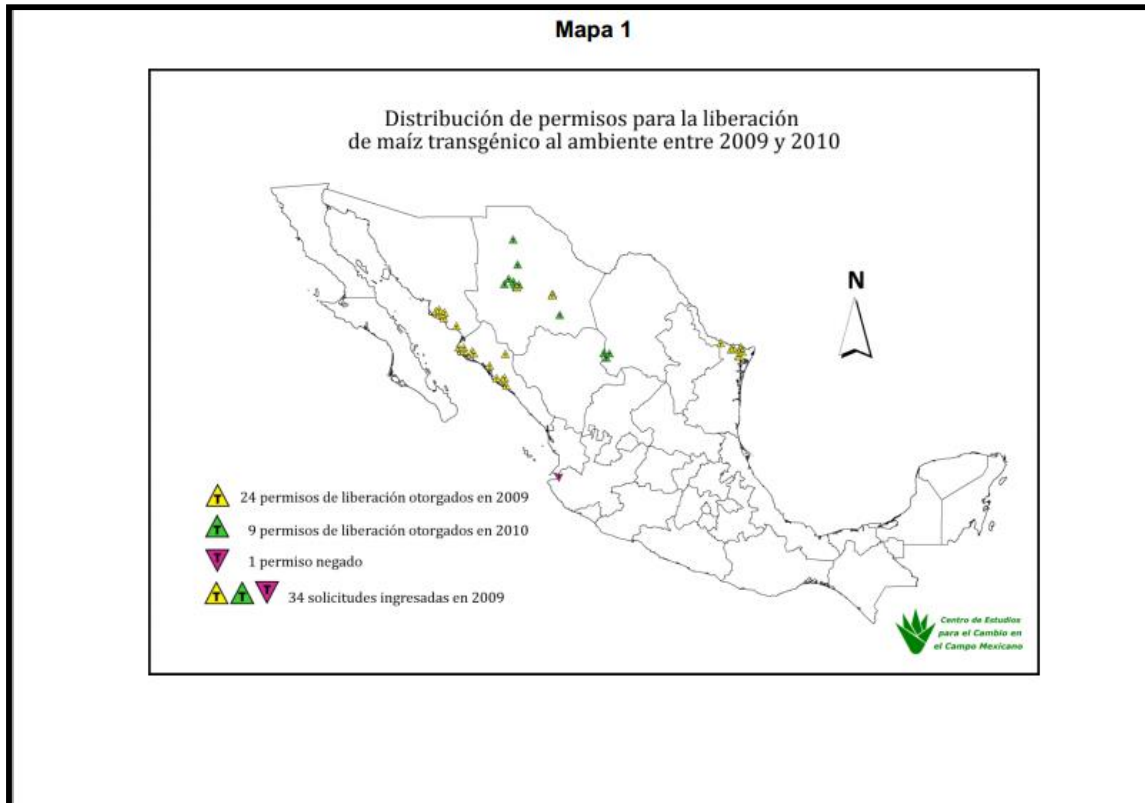 Mapa 1
Distribución de permisos para la liberación
de maíz transgénico al ambiente entre 2009 y 2010
N
T 24 permisos de liberación otorgados en 2009
T 9 permisos de liberación otorgados en 2010
T 1 permiso negado
T T T 34 solicitudes ingresadas en 2009
Centro de Estudios
para el Cambio en
el Campo Mexicano